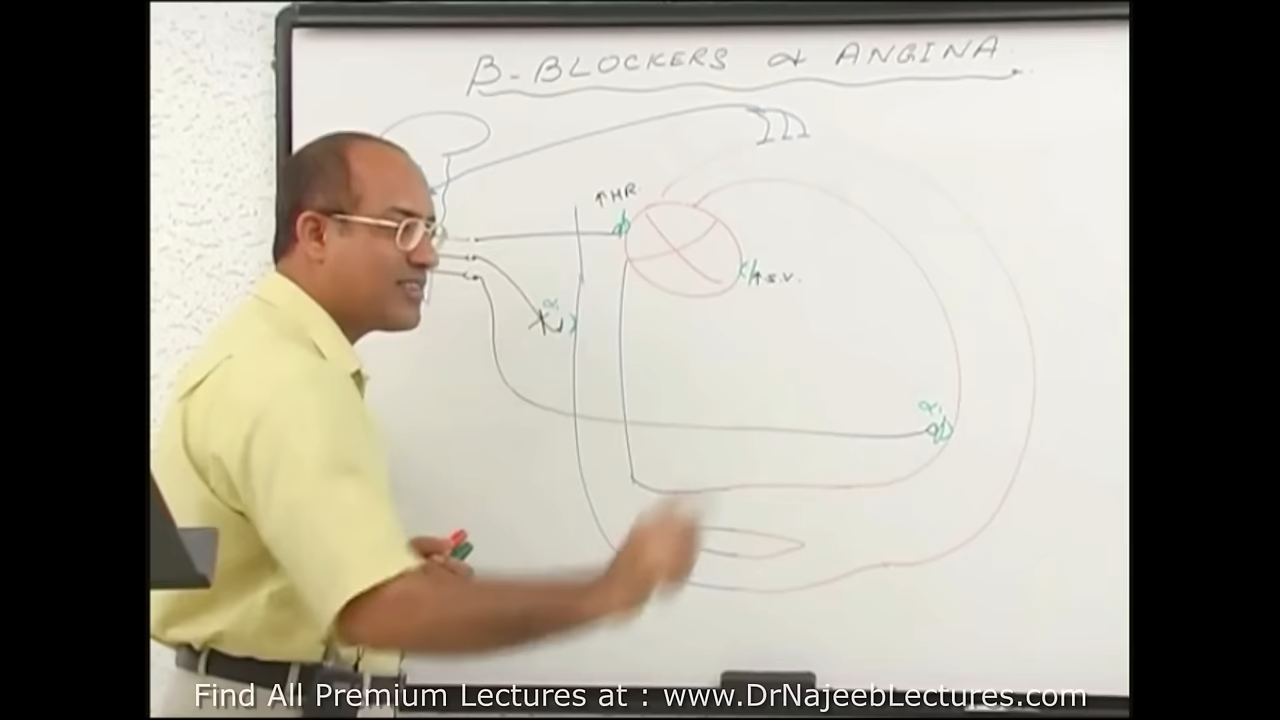 β-BLOCKERS & ANGINA
↑HR
↑S.V.
α₁
α₁
Find All Premium Lectures at : www.DrNajeebLectures.com